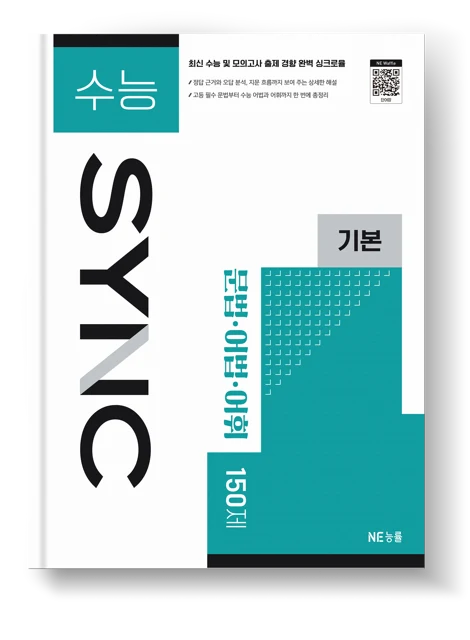 수능
최신 수능 및 모의고사 출제 경향 완벽 싱크로율
정답 근거와 오답 분석, 지문 흐름까지 보여 주는 상세한 해설
고등 필수 문법부터 수능 어법과 어휘까지 한 번에 총정리
NE Waffle
SYNC
기본
문법·어법·어휘
150제
NE능률